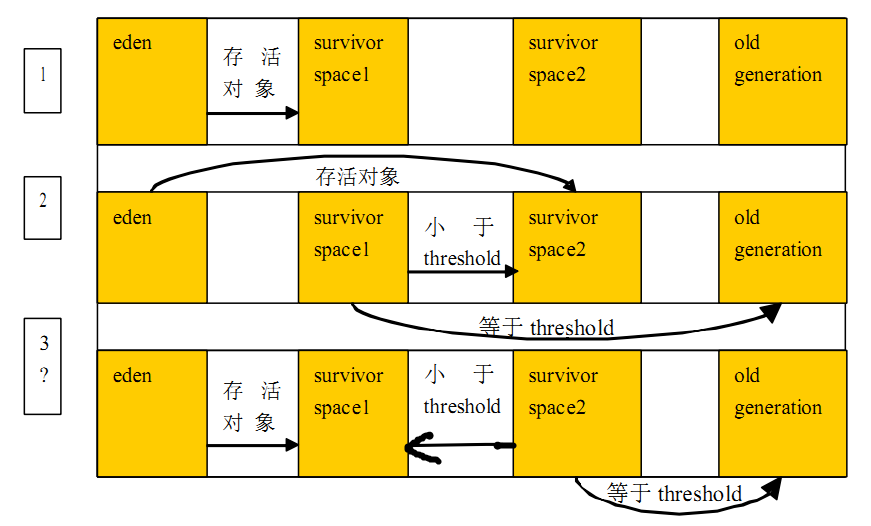 1
eden
存 活
对 象
survivor
space1
survivor
space2
old
generation
2
存活对象
eden
survivor
space1
小 于
threshold
survivor
space2
old
generation
等于 threshold
3
?
eden
存 活
对 象
survivor
space1
小 于
threshold
survivor
space2
old
generation
等于 threshold